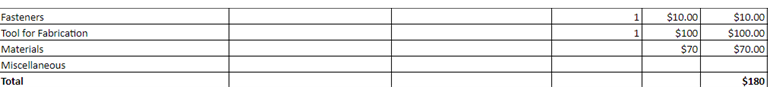 Fasteners 1 $10.00 $10.00
Tool for Fabrication 1 $100 $100.00
Materials $70 $70.00
Miscellaneous
Total $180